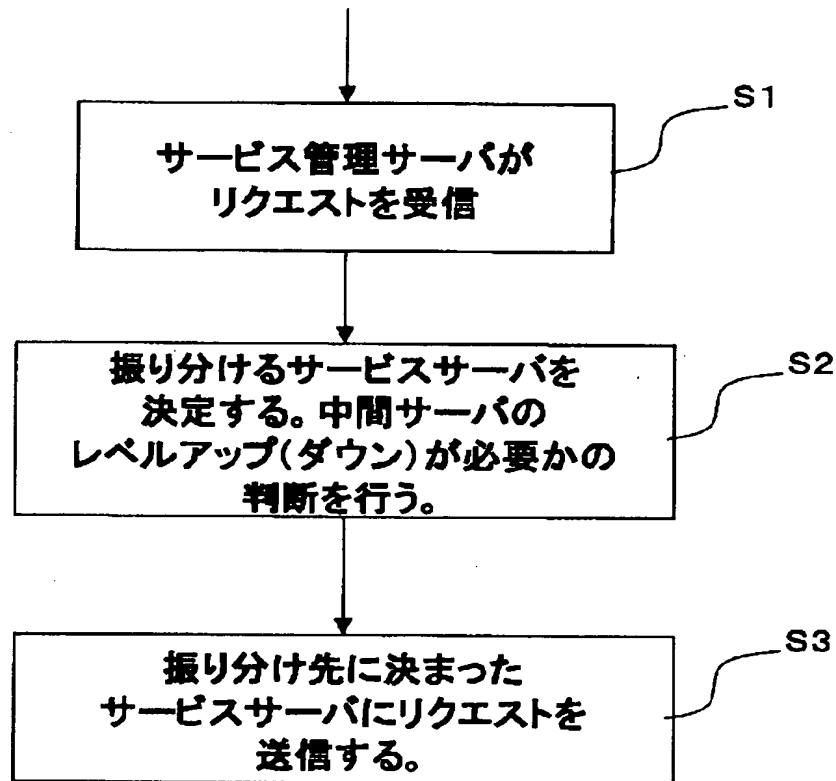 S1
サービス管理サーバが
リクエストを受信
S2
振り分けるサービスサーバを
決定する。中間サーバの
レベルアップ(ダウン)が必要かの
判断を行う。
S3
振り分け先に決まった
サービスサーバにリクエストを
送信する。